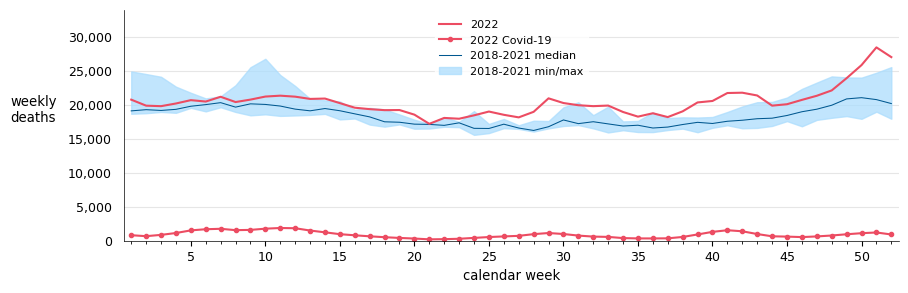 2022
2022 Covid-19
2018-2021 median
2018-2021 min/max
weekly
deaths
30,000
25,000
20,000
15,000
10,000
5,000
0
5 10 15 20 25 30 35 40 45 50
calendar week